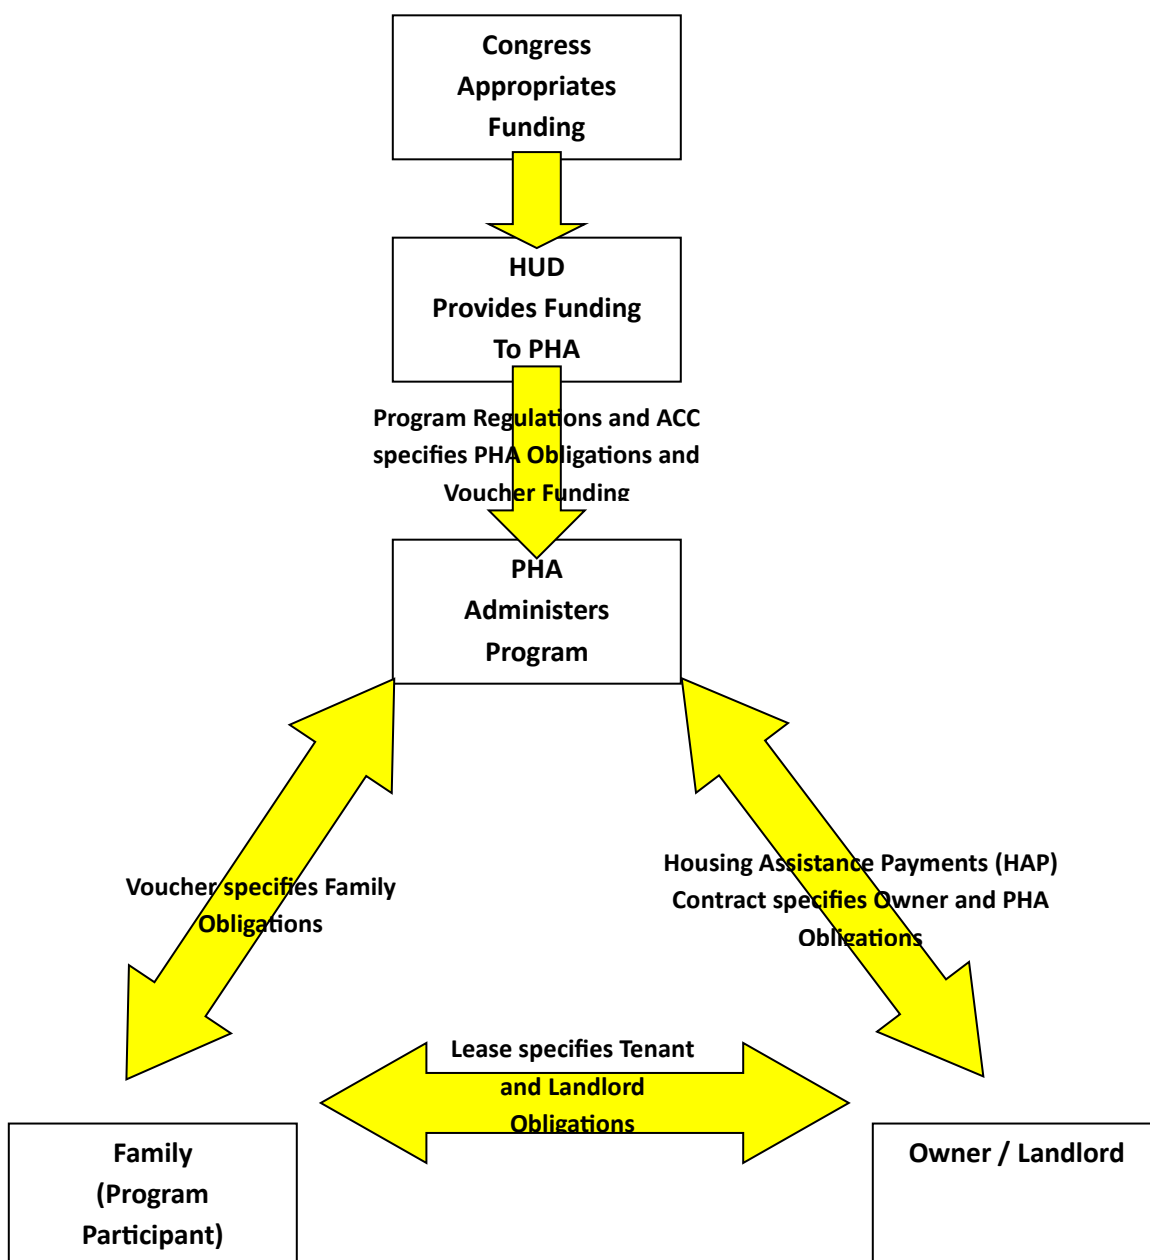 Congress
Appropriates
Funding
HUD
Provides Funding
To PHA
Program Regulations and ACC
specifies PHA Obligations and
Voucher Funding
PHA
Administers
Program
Housing Assistance Payments (HAP)
Contract specifies Owner and PHA
Obligations
Voucher specifies Family
Obligations
Lease specifies Tenant
and Landlord
Obligations
Family
(Program
Participant)
Owner / Landlord